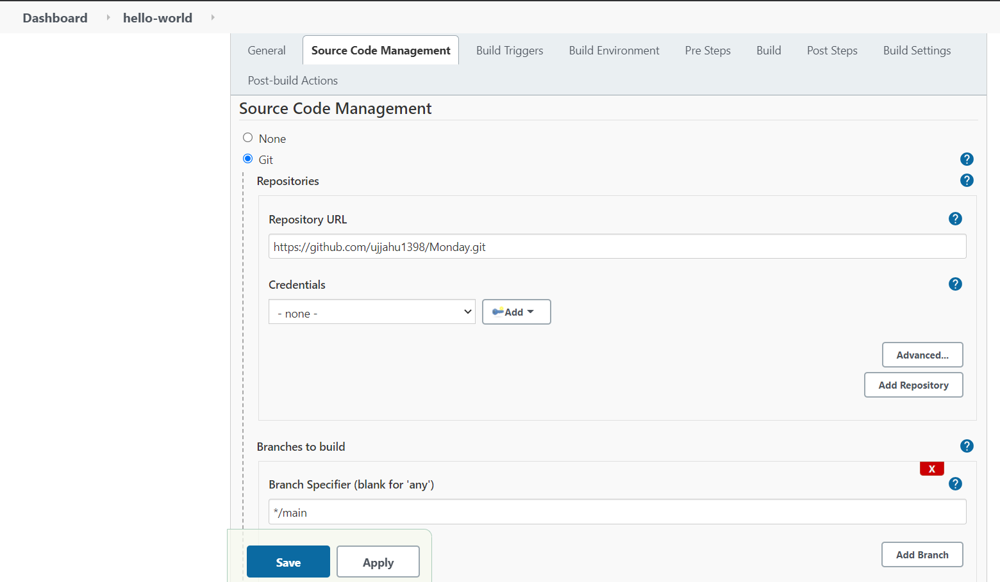 Dashboard hello-world
General Source Code Management Build Triggers Build Environment Pre Steps Build Post Steps Build Settings
Post-build Actions
Source Code Management
None
Git
?
Repositories
?
Repository URL
?
https://github.com/ujjahu1398/Monday.git
Credentials
?
- none -
Add
Advanced...
Add Repository
Branches to build
?
X
Branch Specifier (blank for 'any')
?
*/main
Save Apply
Add Branch